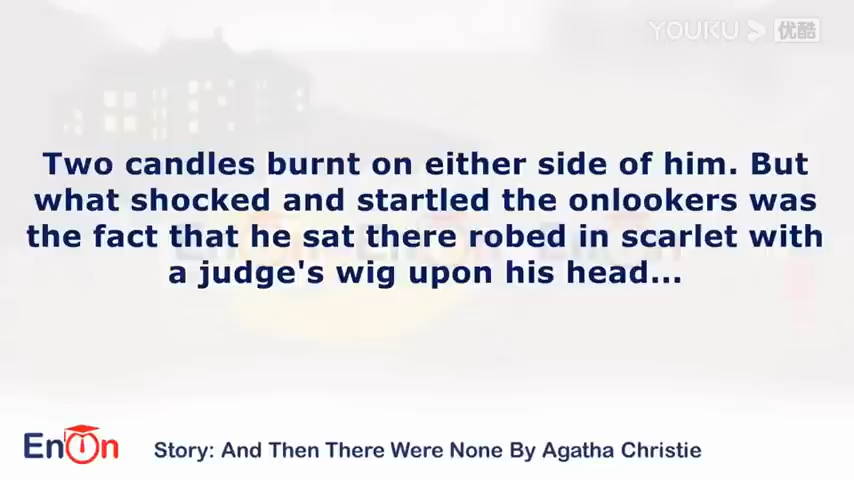 YOUKU 优酷
Two candles burnt on either side of him. But
what shocked and startled the onlookers was
the fact that he sat there robed in scarlet with
a judge's wig upon his head...
EnOn
Story: And Then There Were None By Agatha Christie